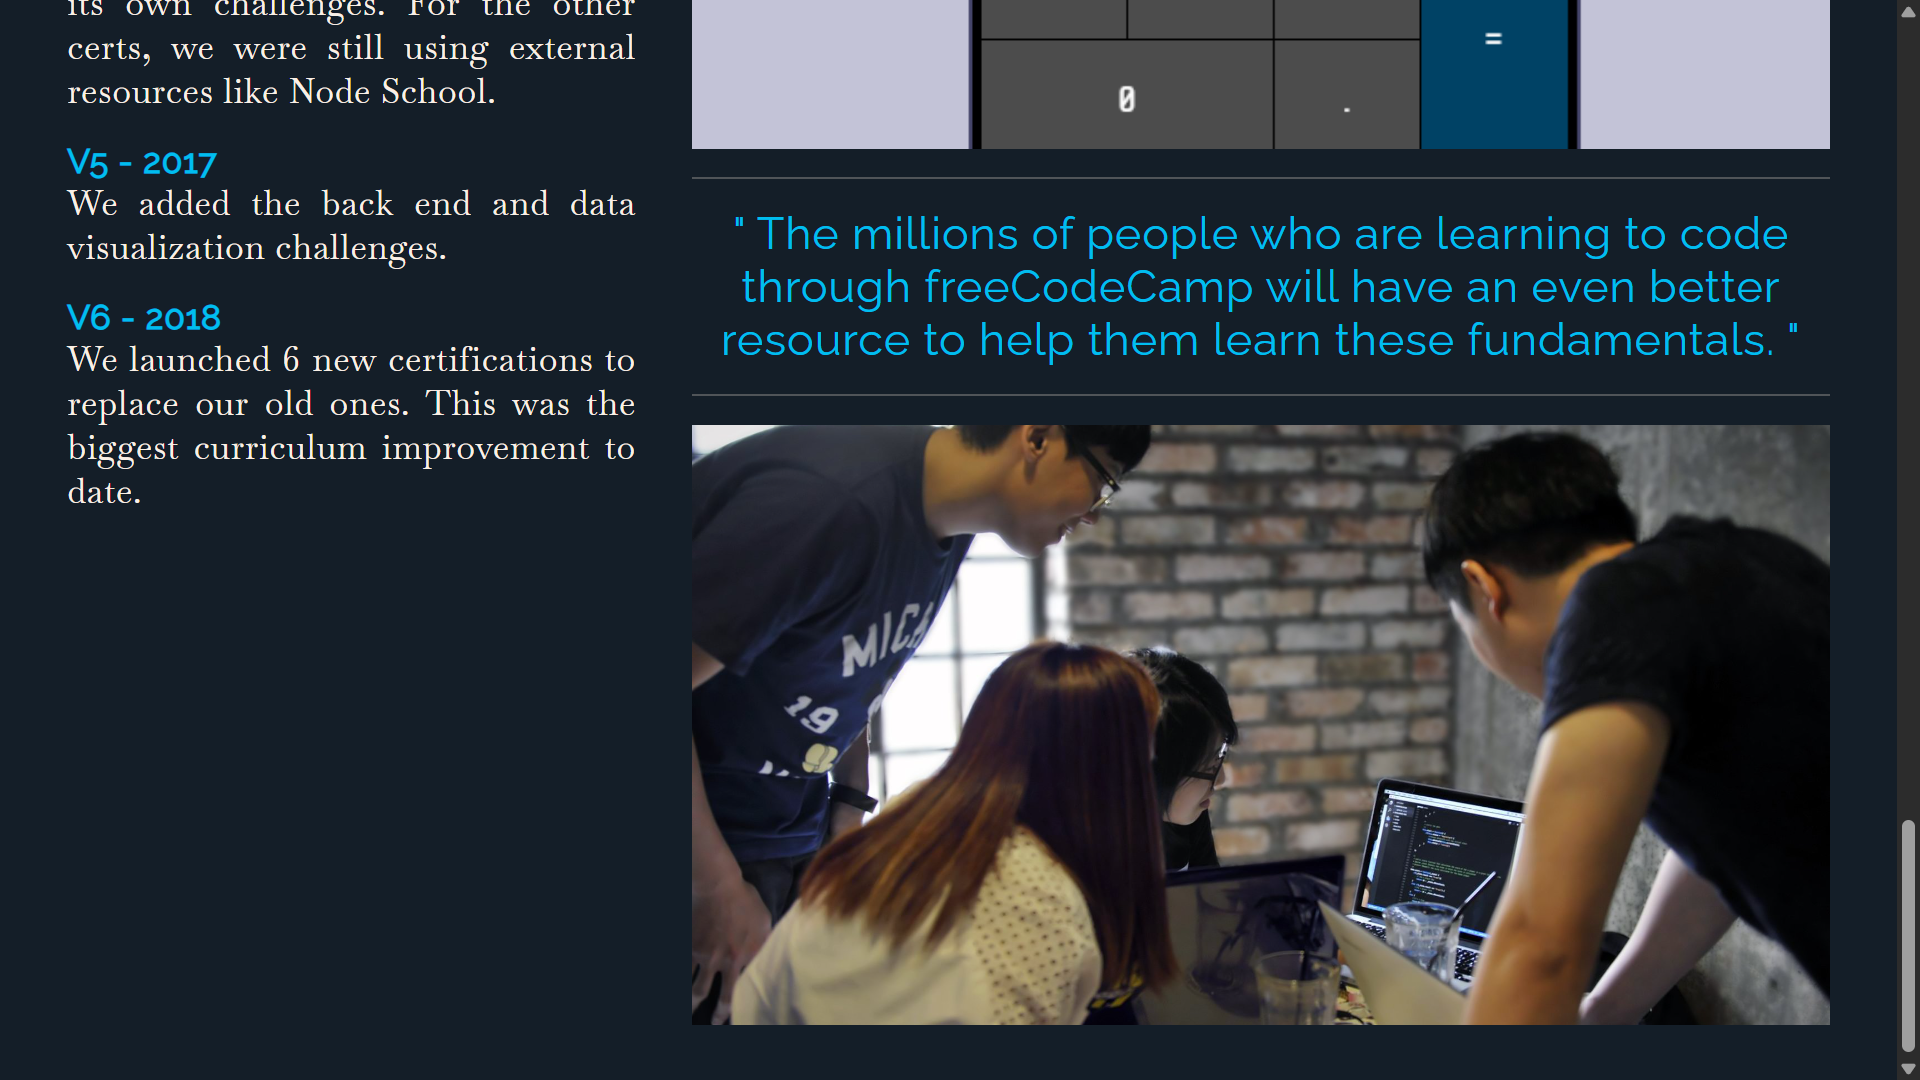 its own challenges. For the other
certs, we were still using external
resources like Node School.
V5 - 2017
We added the back end and data
visualization challenges.
V6 - 2018
We launched 6 new certifications to
replace our old ones. This was the
biggest curriculum improvement to
date.
=
0 .
" The millions of people who are learning to code
through freeCodeCamp will have an even better
resource to help them learn these fundamentals. "
MICH
19